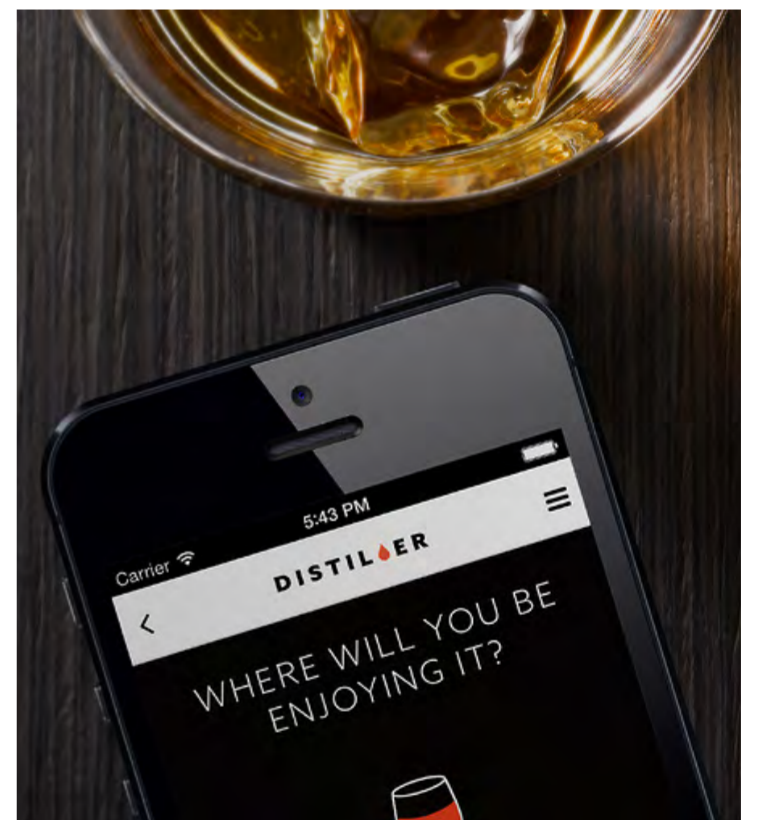 5:43 PM
Carrier
DISTILLER
WHERE WILL YOU BE
ENJOYING IT?